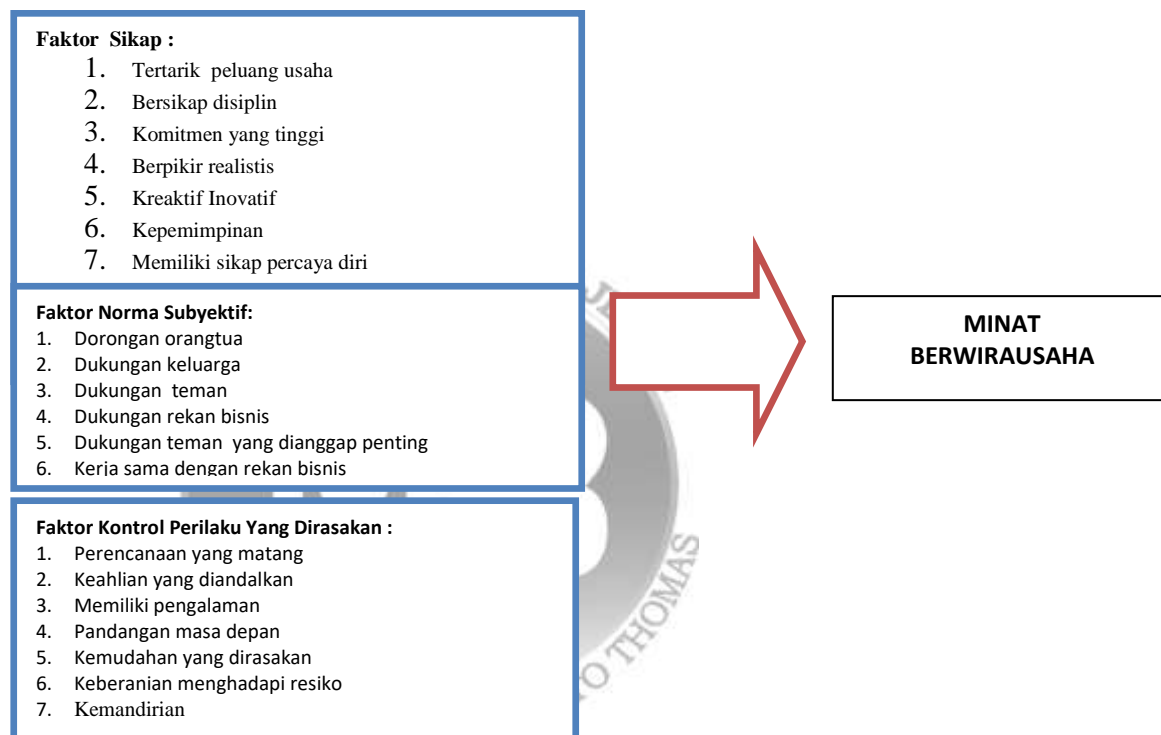 Faktor Sikap :
1. Tertarik peluang usaha
2. Bersikap disiplin
3. Komitmen yang tinggi
4. Berpikir realistis
5. Kreaktif Inovatif
6. Kepemimpinan
7. Memiliki sikap percaya diri
Faktor Norma Subyektif:
1. Dorongan orangtua
2. Dukungan keluarga
3. Dukungan teman
4. Dukungan rekan bisnis
5. Dukungan teman yang dianggap penting
6. Kerja sama dengan rekan bisnis
Faktor Kontrol Perilaku Yang Dirasakan :
1. Perencanaan yang matang
2. Keahlian yang diandalkan
3. Memiliki pengalaman
4. Pandangan masa depan
5. Kemudahan yang dirasakan
6. Keberanian menghadapi resiko
7. Kemandirian
MINAT
BERWIRAUSAHA
THOMAS